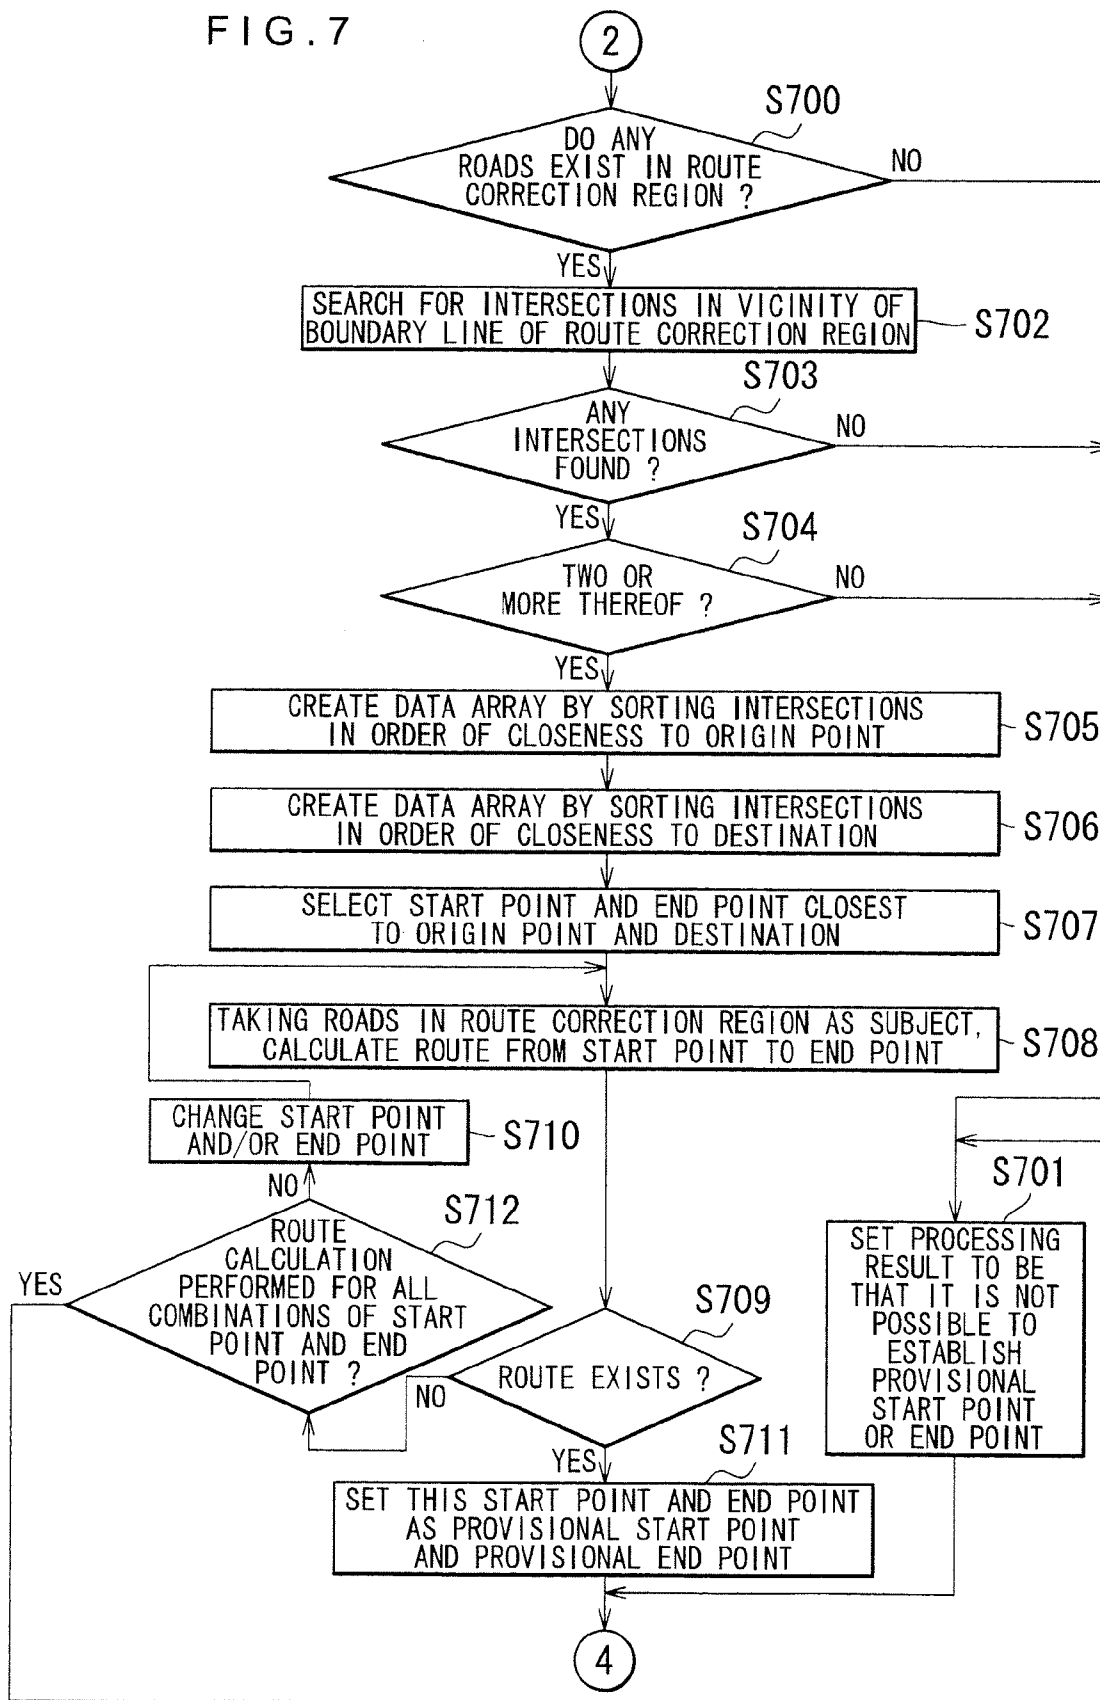 FIG.7
2
S700
DO ANY
ROADS EXIST IN ROUTE
CORRECTION REGION ?
NO
YES
SEARCH FOR INTERSECTIONS IN VICINITY OF
BOUNDARY LINE OF ROUTE CORRECTION REGION
S702
S703
ANY
INTERSECTIONS
FOUND ?
NO
YES
S704
TWO OR
MORE THEREOF ?
NO
YES
CREATE DATA ARRAY BY SORTING INTERSECTIONS
IN ORDER OF CLOSENESS TO ORIGIN POINT
S705
CREATE DATA ARRAY BY SORTING INTERSECTIONS
IN ORDER OF CLOSENESS TO DESTINATION
S706
SELECT START POINT AND END POINT CLOSEST
TO ORIGIN POINT AND DESTINATION
S707
TAKING ROADS IN ROUTE CORRECTION REGION AS SUBJECT,
CALCULATE ROUTE FROM START POINT TO END POINT
S708
CHANGE START POINT
AND/OR END POINT
S710
NO
S712
ROUTE
CALCULATION
PERFORMED FOR ALL
COMBINATIONS OF START
POINT AND END
POINT ?
YES
S709
ROUTE EXISTS ?
NO
YES
S701
SET PROCESSING
RESULT TO BE
THAT IT IS NOT
POSSIBLE TO
ESTABLISH
PROVISIONAL
START POINT
OR END POINT
S711
SET THIS START POINT AND END POINT
AS PROVISIONAL START POINT
AND PROVISIONAL END POINT
4